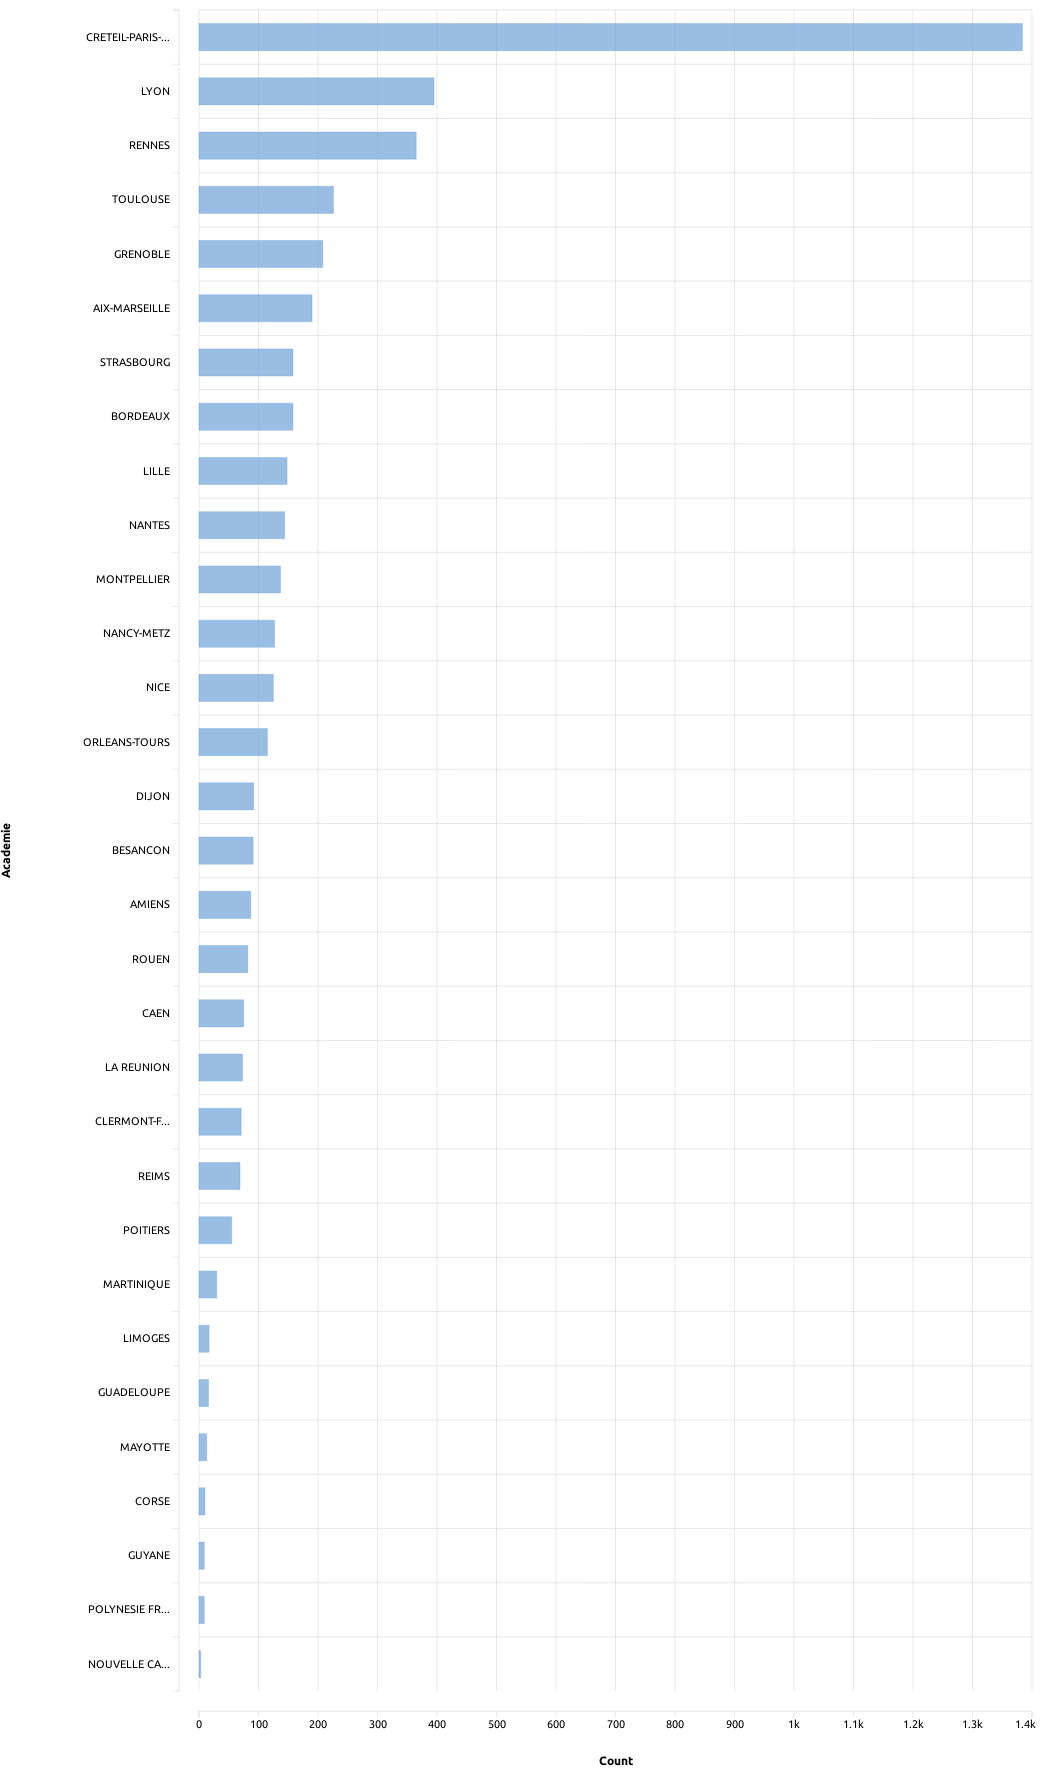 CRETEIL-PARIS-...
LYON
RENNES
TOULOUSE
GRENOBLE
AIX-MARSEILLE
STRASBOURG
BORDEAUX
LILLE
NANTES
MONTPELLIER
NANCY-METZ
NICE
ORLEANS-TOURS
DIJON
BESANCON
AMIENS
ROUEN
CAEN
LA REUNION
CLERMONT-F...
REIMS
POITIERS
MARTINIQUE
LIMOGES
GUADELOUPE
MAYOTTE
CORSE
GUYANE
POLYNESIE FR...
NOUVELLE CA...
Academie
0 100 200 300 400 500 600 700 800 900 1k 1.1k 1.2k 1.3k 1.4k
Count